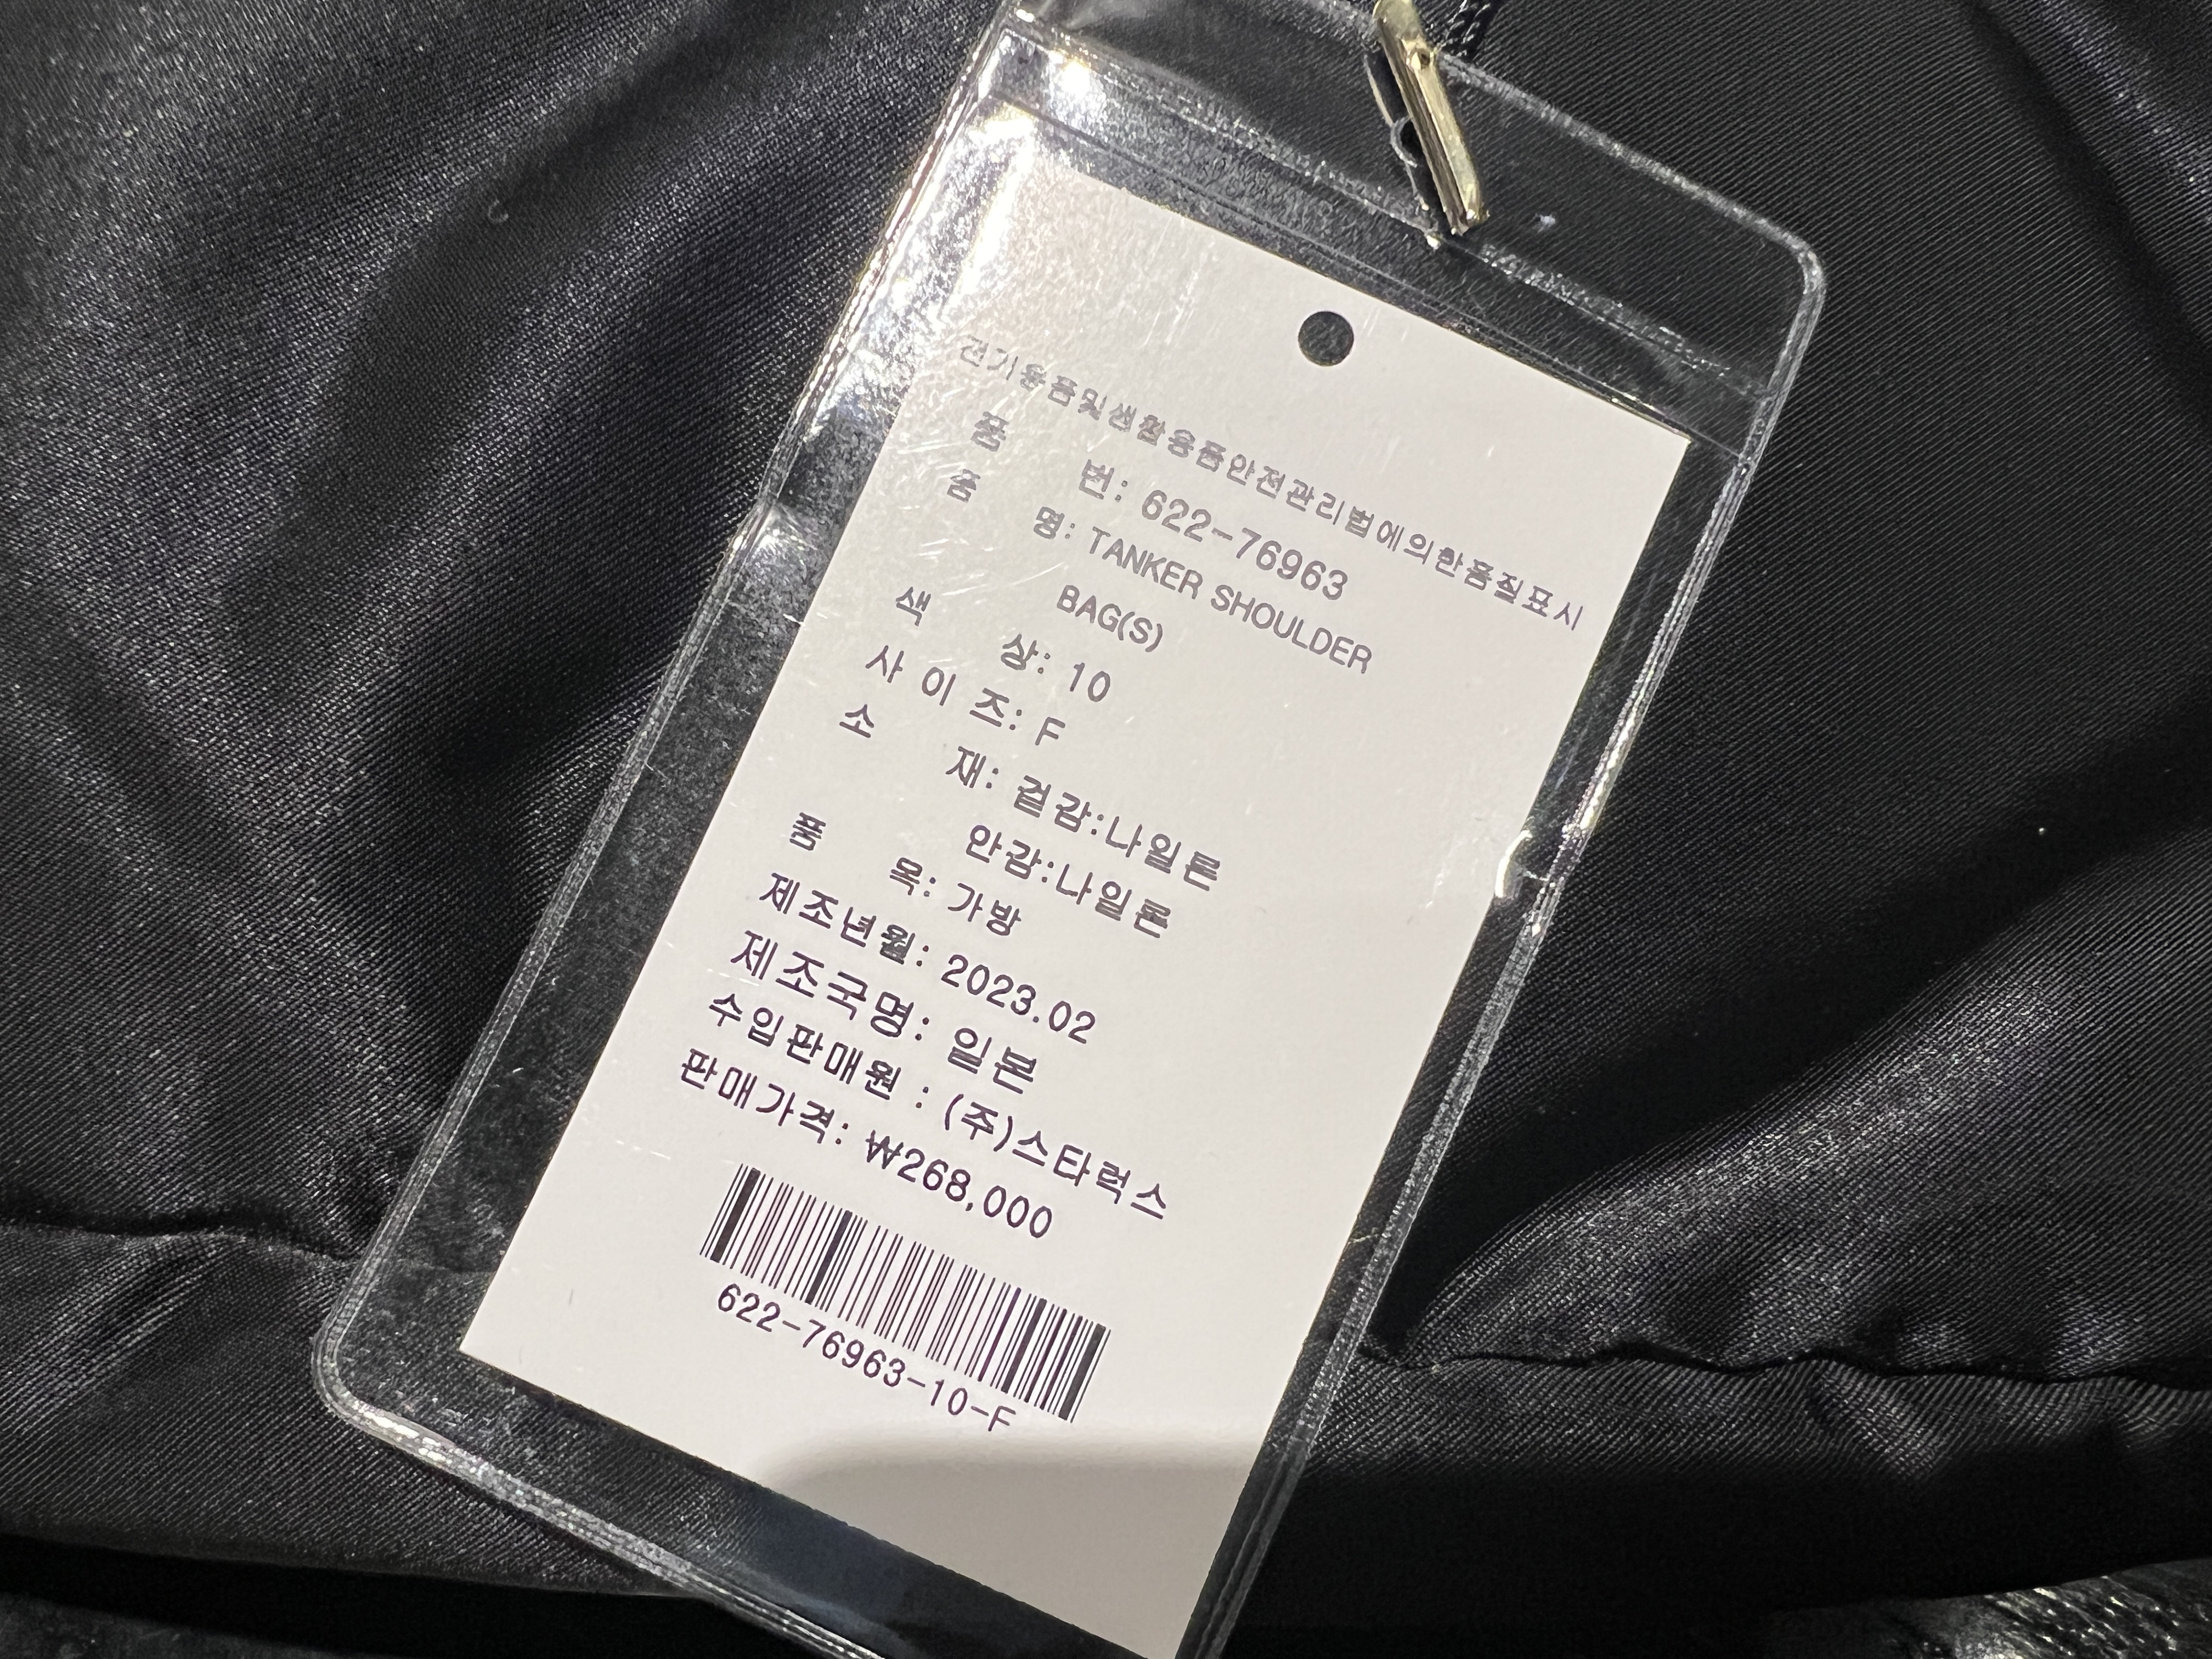 전기용품및생활용품안전관리법에의한품질표시
품 번: 622-76963
품 명: TANKER SHOULDER
BAG(S)
색 상: 10
사 이 즈: F
소 재: 겉감:나일론
안감:나일론
품 목: 가방
제조년월: 2023.02
제조국명: 일본
수입판매원 : (주)스타럭스
판매가격: ₩268,000
622-76963-10-F